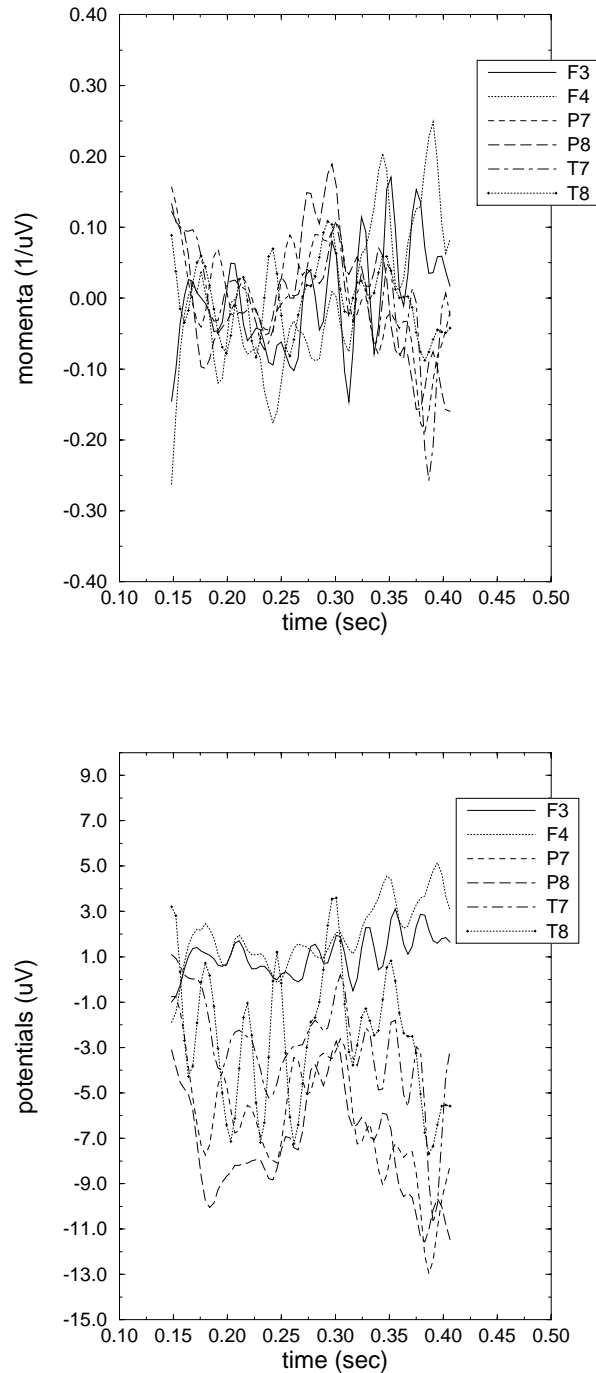 0.40
0.30
0.20
0.10
0.00
-0.10
-0.20
-0.30
-0.40
momenta (1/uV)
0.10 0.15 0.20 0.25 0.30 0.35 0.40 0.45 0.50
time (sec)
F3
F4
P7
P8
T7
T8
9.0
7.0
5.0
3.0
1.0
-1.0
-3.0
-5.0
-7.0
-9.0
-11.0
-13.0
-15.0
potentials (uV)
0.10 0.15 0.20 0.25 0.30 0.35 0.40 0.45 0.50
time (sec)
F3
F4
P7
P8
T7
T8